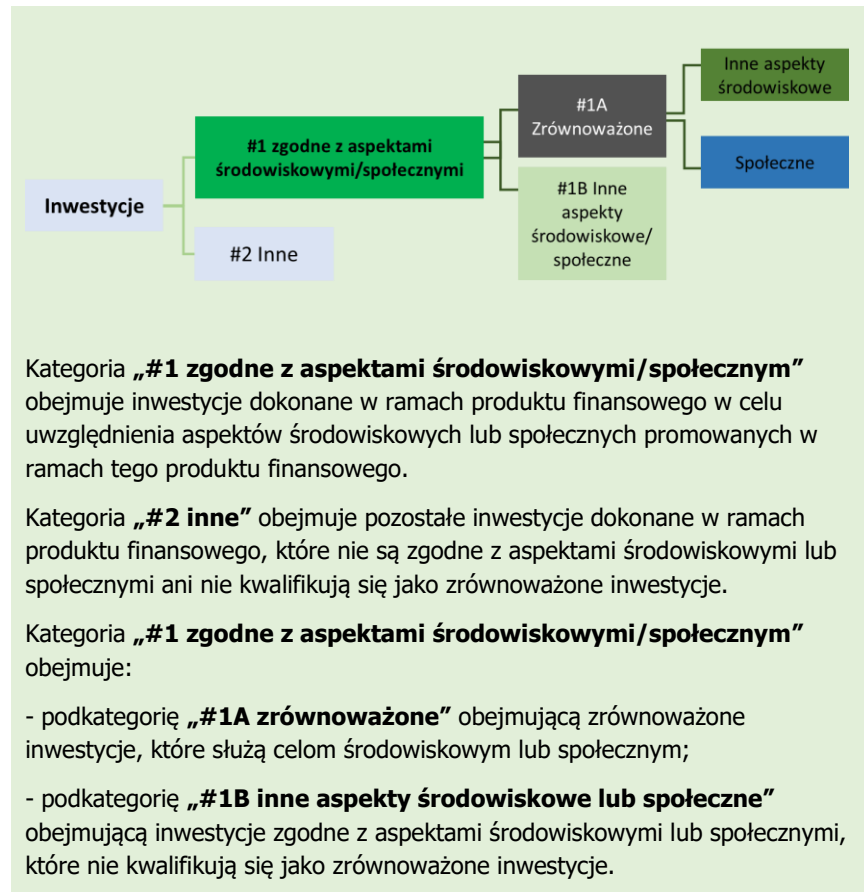 Inwestycje
#1 zgodne z aspektami
środowiskowymi/społecznymi
#2 Inne
#1A
Zrównoważone
#1B Inne
aspekty
środowiskowe/
społeczne
Inne aspekty
środowiskowe
Społeczne
Kategoria „#1 zgodne z aspektami środowiskowymi/społecznym”
obejmuje inwestycje dokonane w ramach produktu finansowego w celu
uwzględnienia aspektów środowiskowych lub społecznych promowanych w
ramach tego produktu finansowego.
Kategoria „#2 inne” obejmuje pozostałe inwestycje dokonane w ramach
produktu finansowego, które nie są zgodne z aspektami środowiskowymi lub
społecznymi ani nie kwalifikują się jako zrównoważone inwestycje.
Kategoria „#1 zgodne z aspektami środowiskowymi/społecznym”
obejmuje:
- podkategorię „#1A zrównoważone” obejmującą zrównoważone
inwestycje, które służą celom środowiskowym lub społecznym;
- podkategorię „#1B inne aspekty środowiskowe lub społeczne”
obejmującą inwestycje zgodne z aspektami środowiskowymi lub społecznymi,
które nie kwalifikują się jako zrównoważone inwestycje.